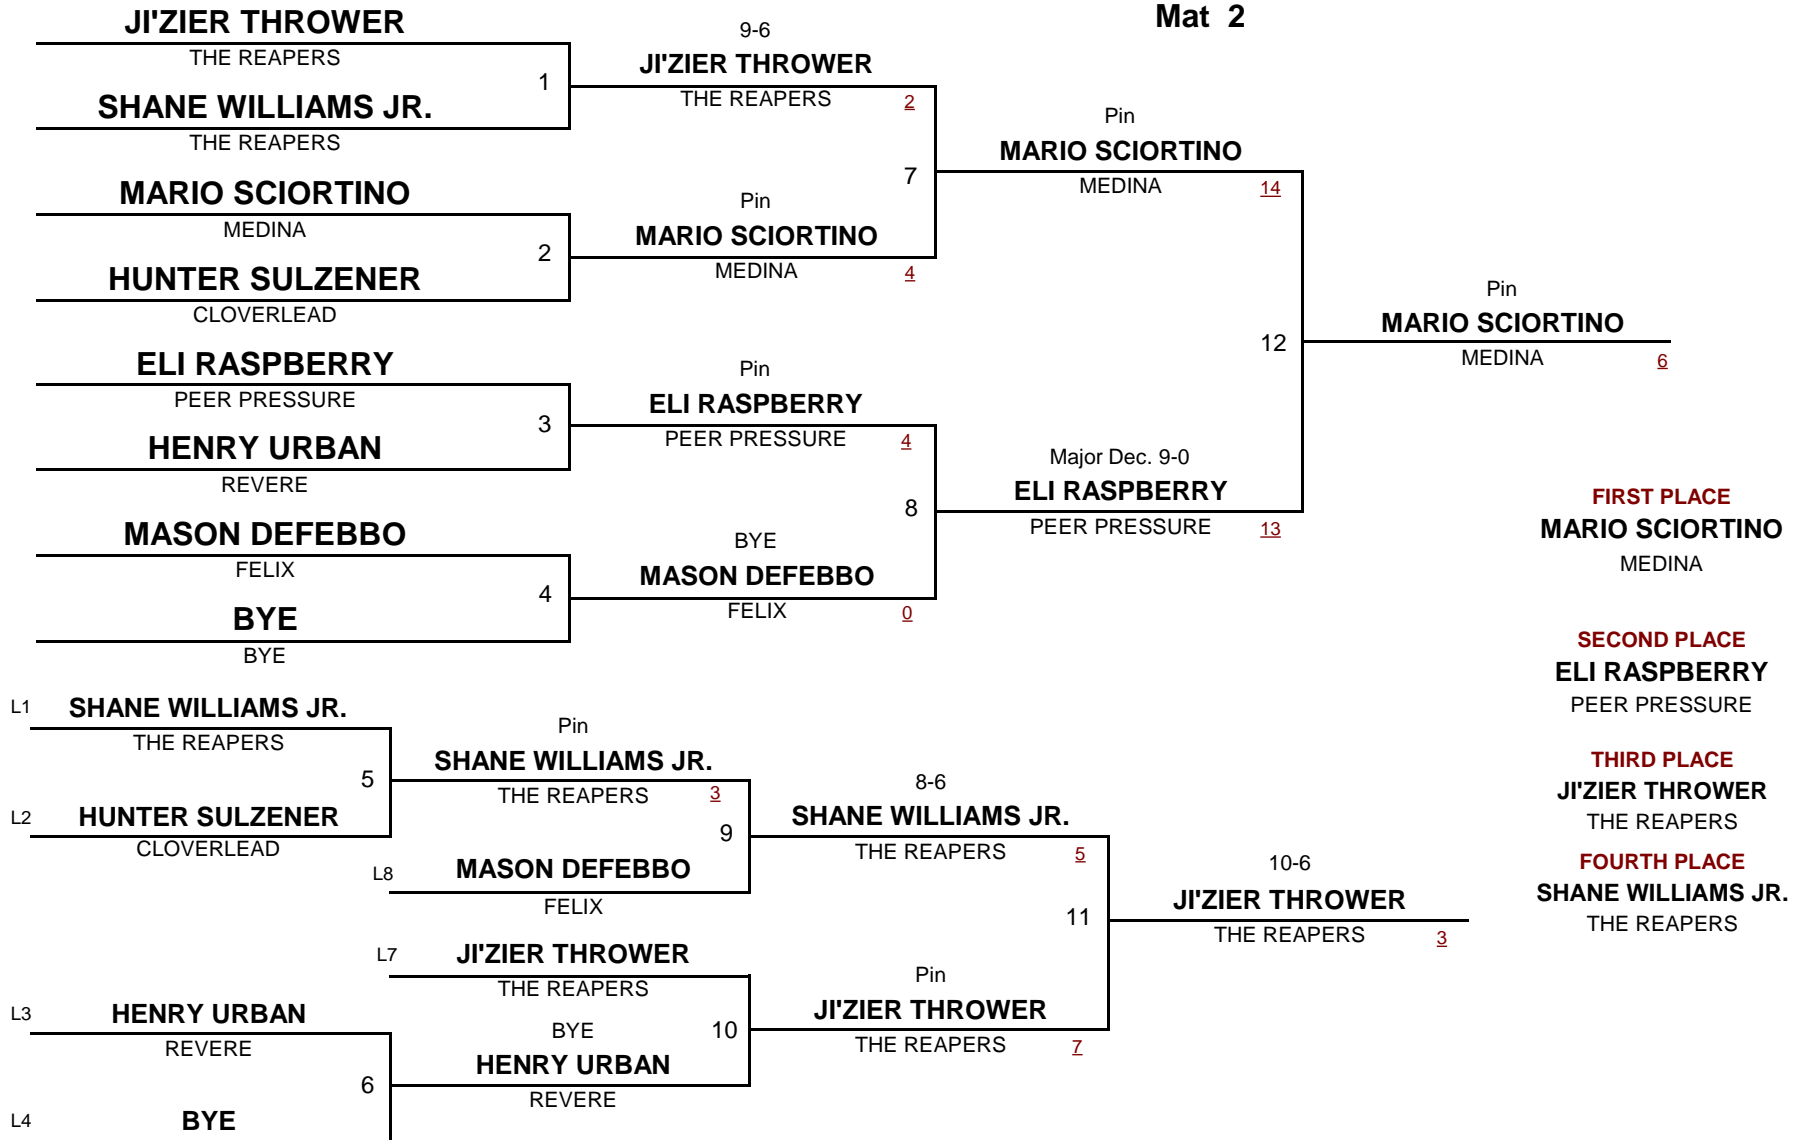 Mat 2
JI'ZIER THROWER
THE REAPERS
1
SHANE WILLIAMS JR.
THE REAPERS
MARIO SCIORTINO
MEDINA
2
HUNTER SULZENER
CLOVERLEAD
ELI RASPBERRY
PEER PRESSURE
3
HENRY URBAN
REVERE
MASON DEFEBBO
FELIX
4
BYE
BYE
9-6
JI'ZIER THROWER
THE REAPERS 2
7
Pin
MARIO SCIORTINO
MEDINA 4
Pin
ELI RASPBERRY
PEER PRESSURE 4
8
BYE
MASON DEFEBBO
FELIX 0
Pin
MARIO SCIORTINO
MEDINA 14
12
Major Dec. 9-0
ELI RASPBERRY
PEER PRESSURE 13
Pin
MARIO SCIORTINO
MEDINA 6
L1 SHANE WILLIAMS JR.
THE REAPERS
5
L2 HUNTER SULZENER
CLOVERLEAD
L3 HENRY URBAN
REVERE
6
L4 BYE
Pin
SHANE WILLIAMS JR.
THE REAPERS 3
9
L8 MASON DEFEBBO
FELIX
L7 JI'ZIER THROWER
THE REAPERS
10
BYE
HENRY URBAN
REVERE
8-6
SHANE WILLIAMS JR.
THE REAPERS 5
11
Pin
JI'ZIER THROWER
THE REAPERS 7
10-6
JI'ZIER THROWER
THE REAPERS 3
FIRST PLACE
MARIO SCIORTINO
MEDINA
SECOND PLACE
ELI RASPBERRY
PEER PRESSURE
THIRD PLACE
JI'ZIER THROWER
THE REAPERS
FOURTH PLACE
SHANE WILLIAMS JR.
THE REAPERS